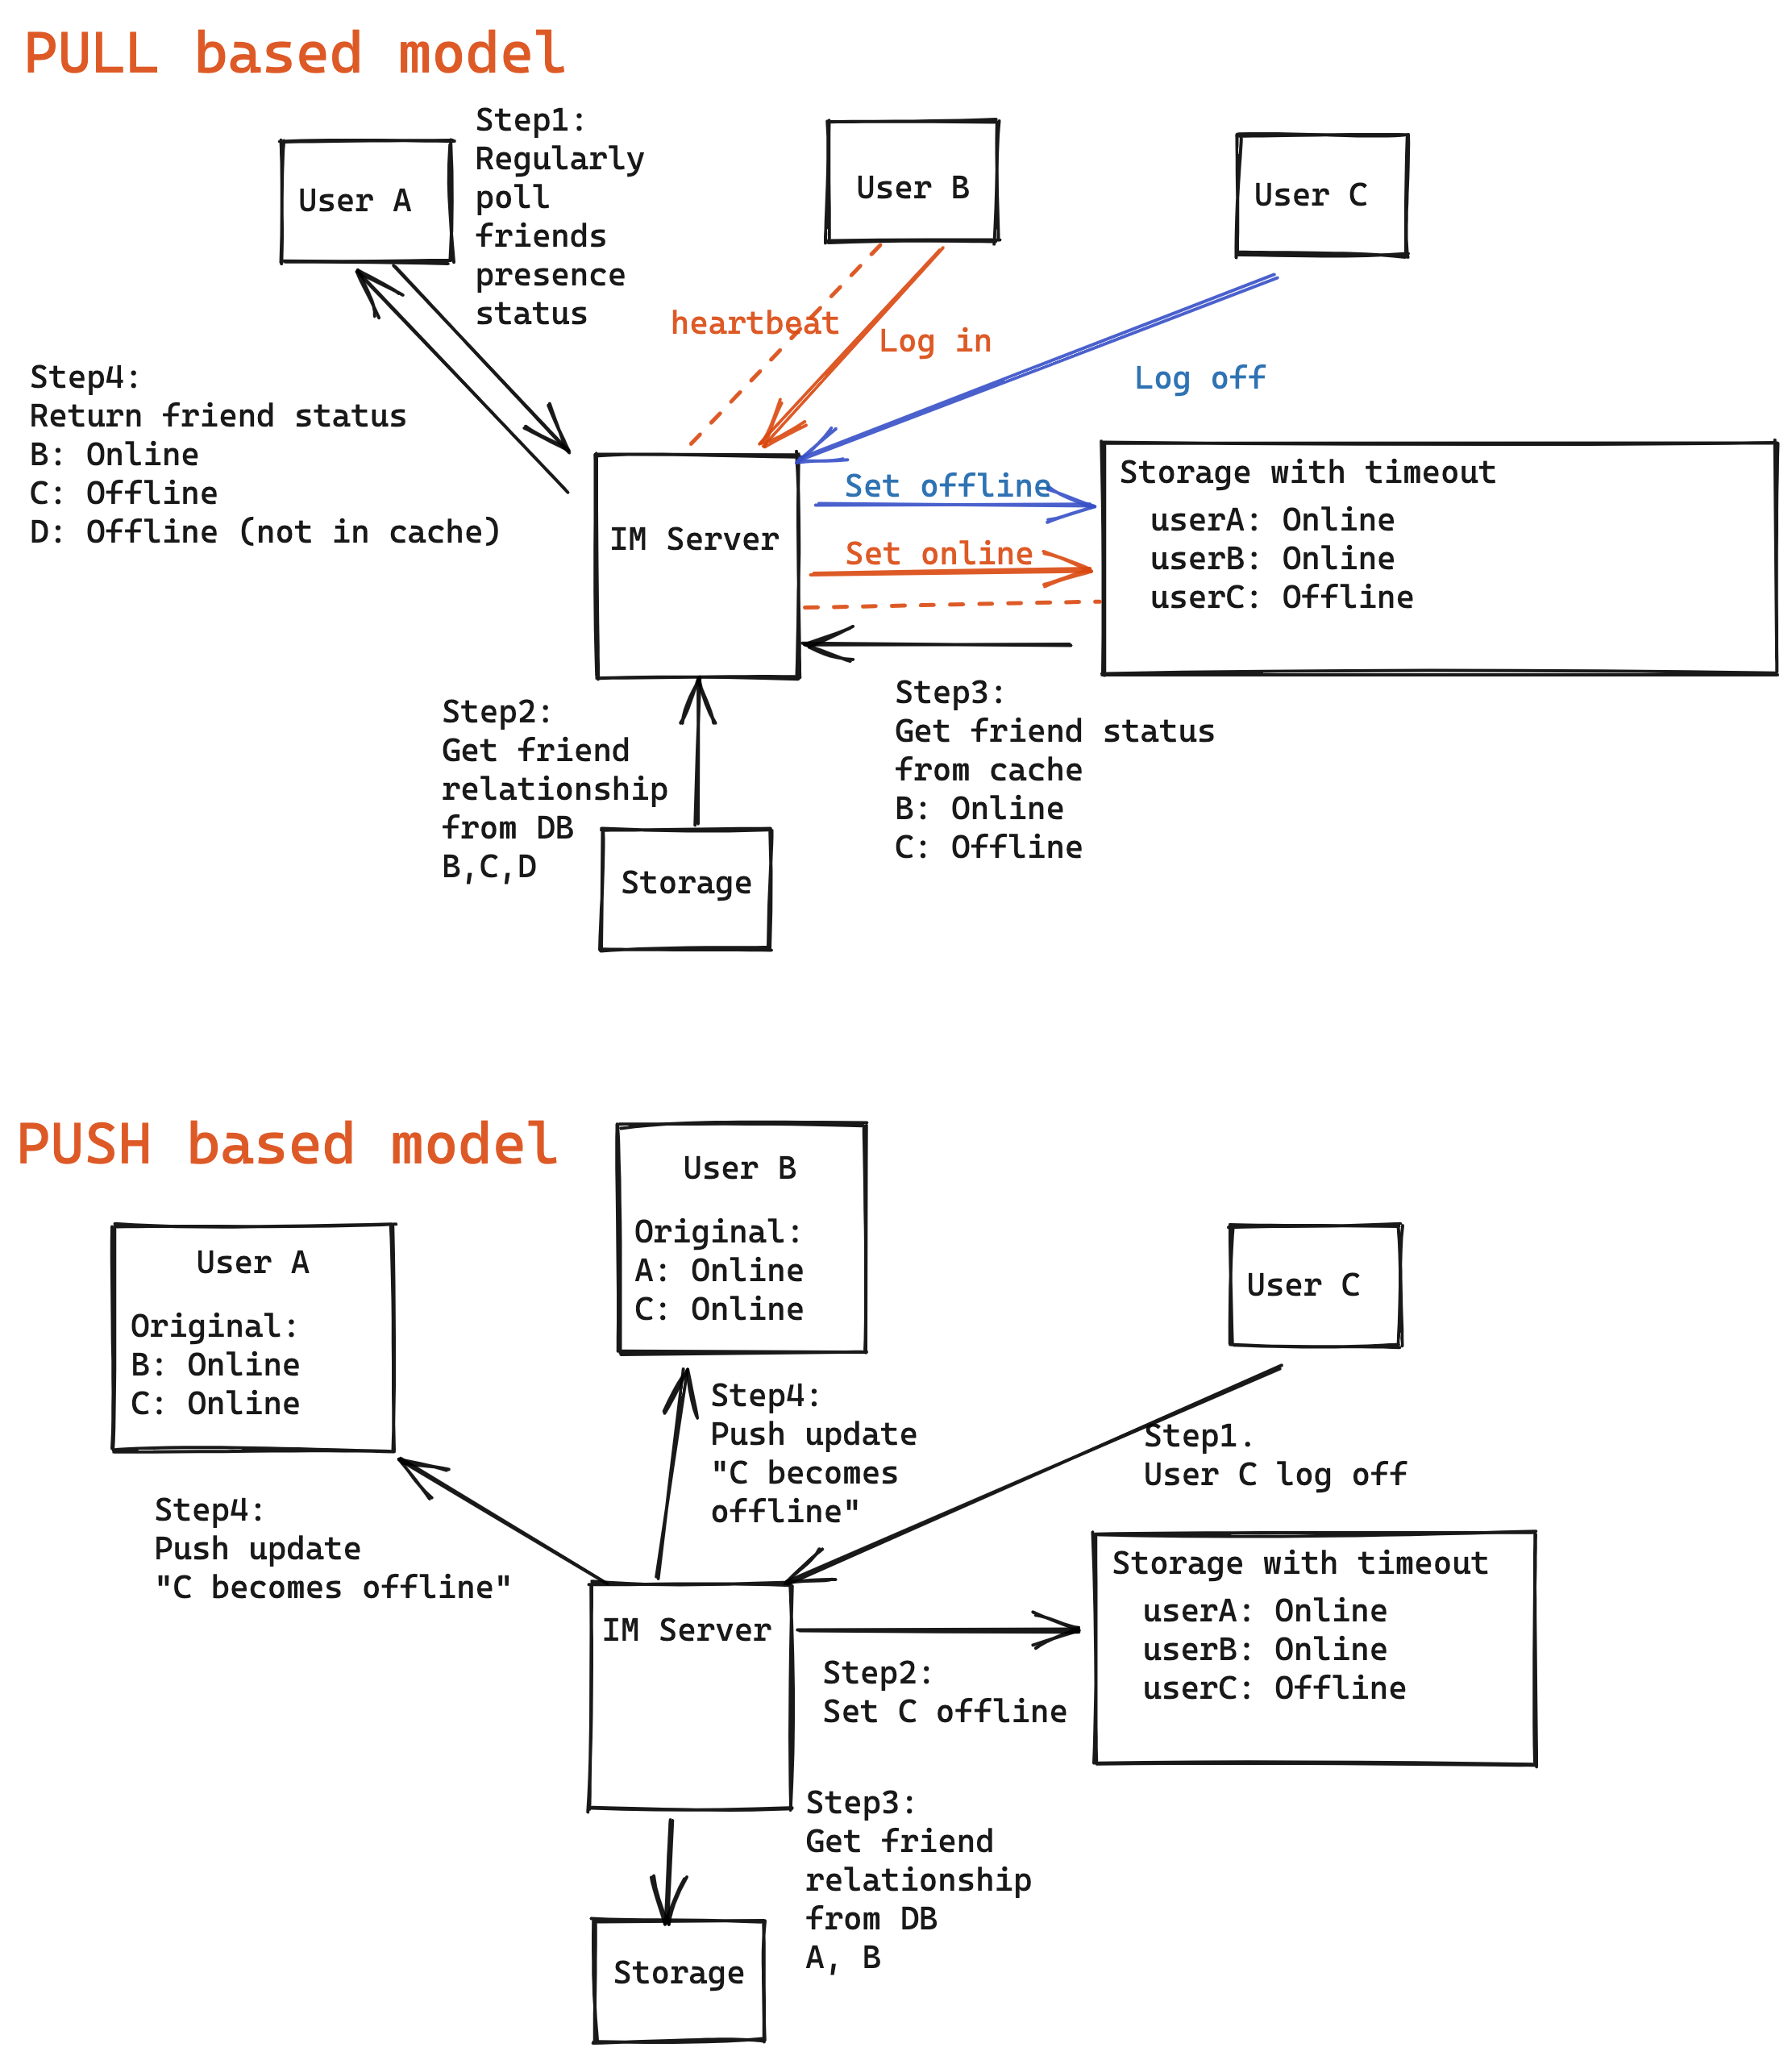 PULL based model
Step1:
Regularly
poll
friends
presence
status
User A
User B
User C
heartbeat
Log in
Log off
Step4:
Return friend status
B: Online
C: Offline
D: Offline (not in cache)
IM Server
Set offline
Set online
Storage with timeout
userA: Online
userB: Online
userC: Offline
Step2:
Get friend
relationship
from DB
B,C,D
Step3:
Get friend status
from cache
B: Online
C: Offline
Storage
PUSH based model
User B
Original:
A: Online
C: Online
User A
Original:
B: Online
C: Online
User C
Step4:
Push update
"C becomes
offline"
Step1.
User C log off
Step4:
Push update
"C becomes offline"
IM Server
Storage with timeout
userA: Online
userB: Online
userC: Offline
Step2:
Set C offline
Step3:
Get friend
relationship
from DB
A, B
Storage